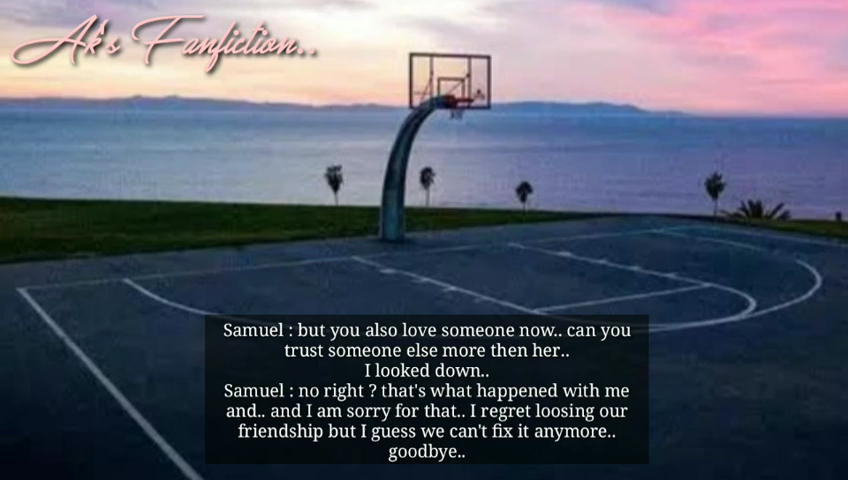 Ak's Fanfiction..
Samuel : but you also love someone now.. can you
trust someone else more then her..
I looked down..
Samuel : no right ? that's what happened with me
and.. and I am sorry for that.. I regret loosing our
friendship but I guess we can't fix it anymore..
goodbye..